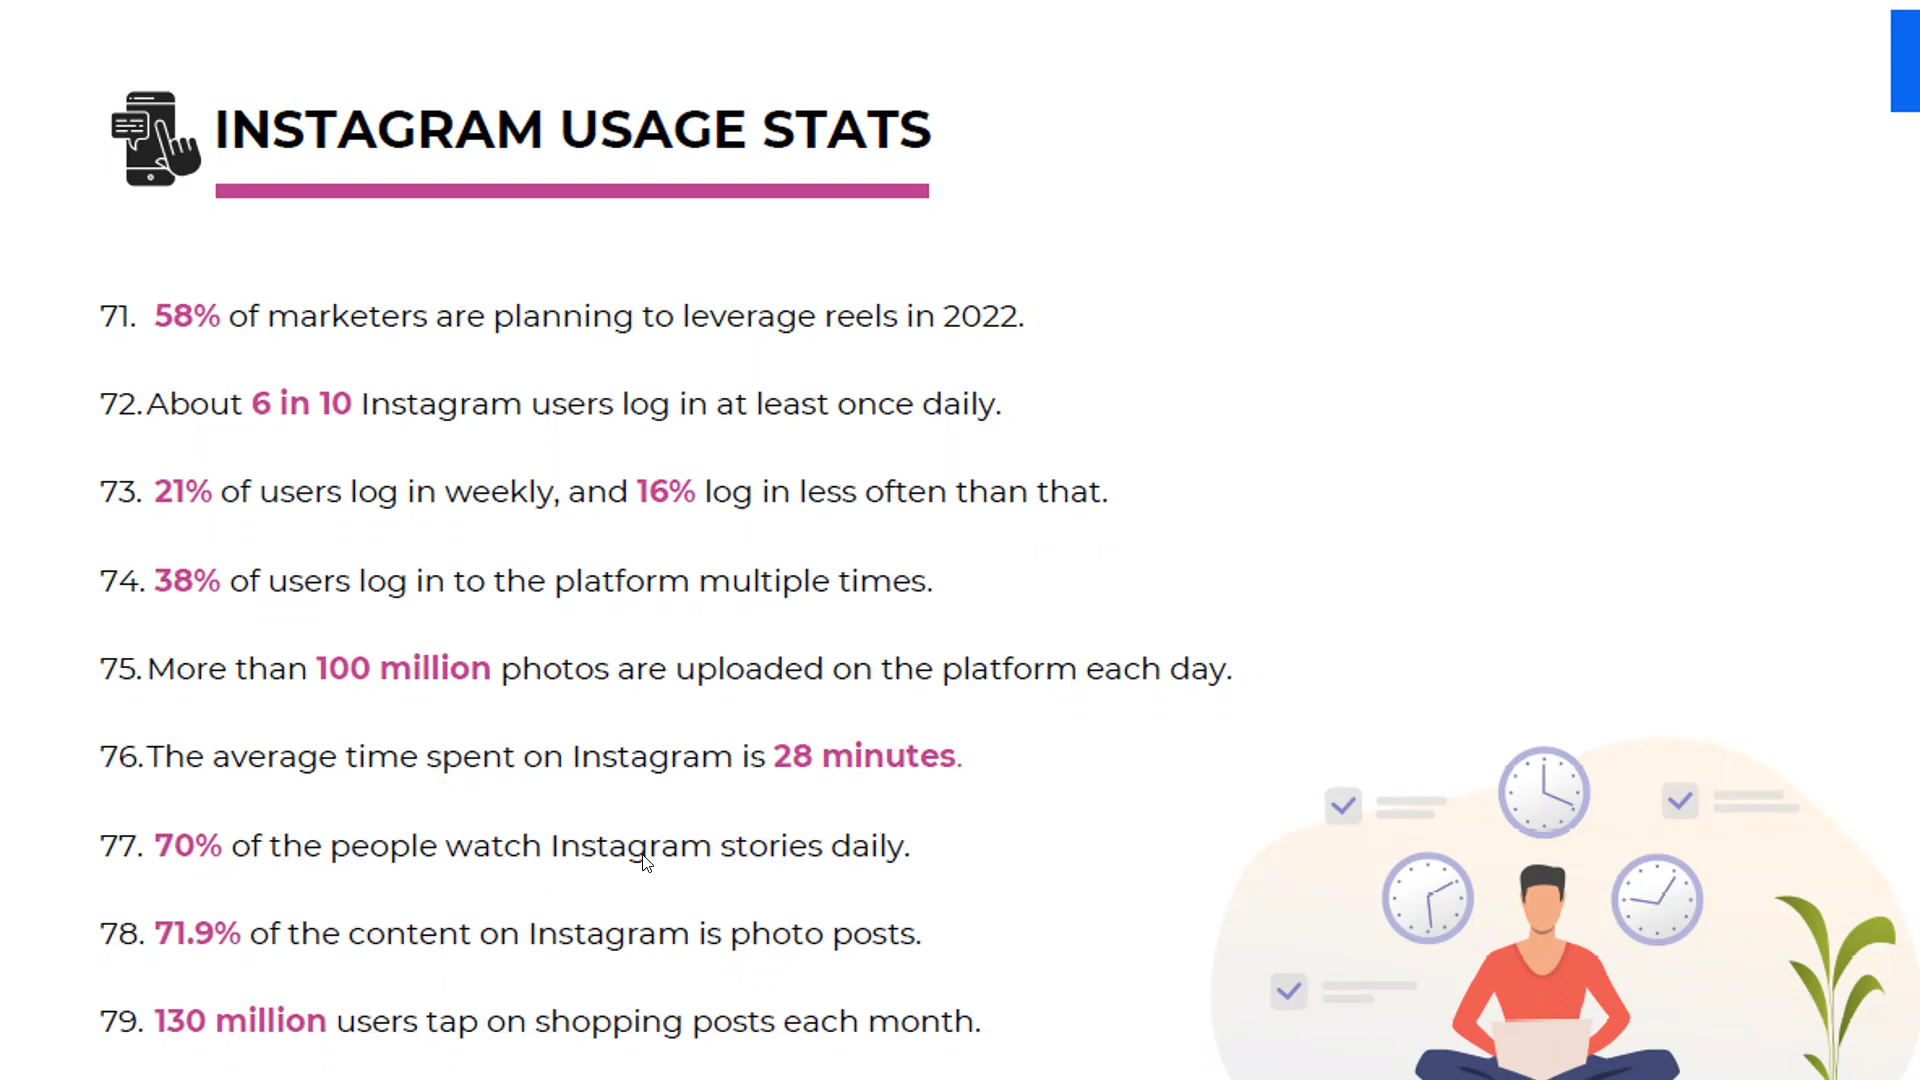 INSTAGRAM USAGE STATS
71. 58% of marketers are planning to leverage reels in 2022.
72. About 6 in 10 Instagram users log in at least once daily.
73. 21% of users log in weekly, and 16% log in less often than that.
74. 38% of users log in to the platform multiple times.
75. More than 100 million photos are uploaded on the platform each day.
76. The average time spent on Instagram is 28 minutes.
77. 70% of the people watch Instagram stories daily.
78. 71.9% of the content on Instagram is photo posts.
79. 130 million users tap on shopping posts each month.